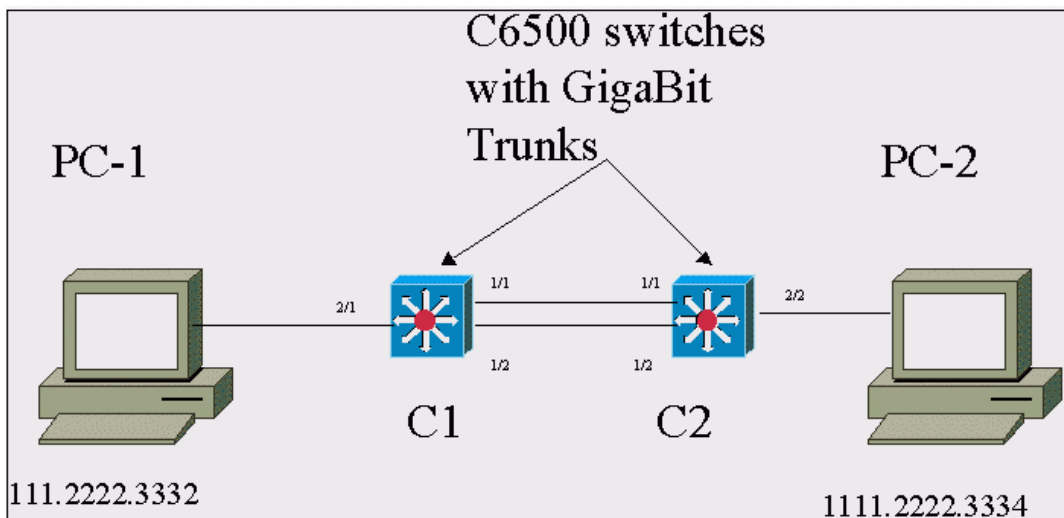 C6500 switches
with GigaBit
Trunks
PC-1
PC-2
2/1
1/1
1/1
2/2
1/2
1/2
C1
C2
111.2222.3332
1111.2222.3334